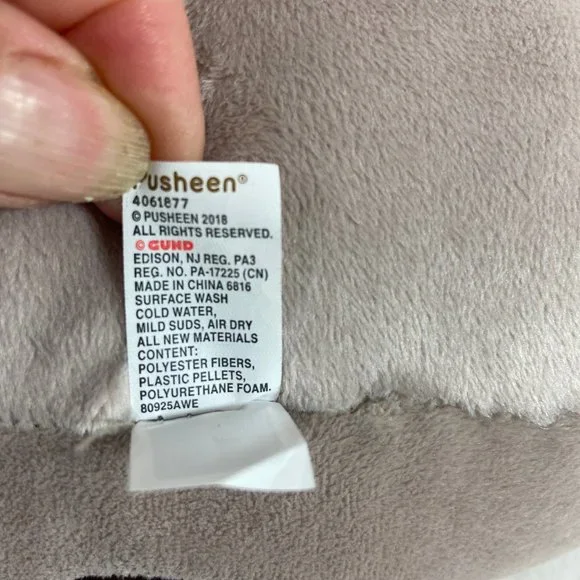 Pusheen®
4061877
© PUSHEEN 2018
ALL RIGHTS RESERVED.
© GUND
EDISON, NJ REG. PA3
REG. NO. PA-17225 (CN)
MADE IN CHINA 6816
SURFACE WASH
COLD WATER,
MILD SUDS, AIR DRY
ALL NEW MATERIALS
CONTENT:
POLYESTER FIBERS,
PLASTIC PELLETS,
POLYURETHANE FOAM.
80925AWE